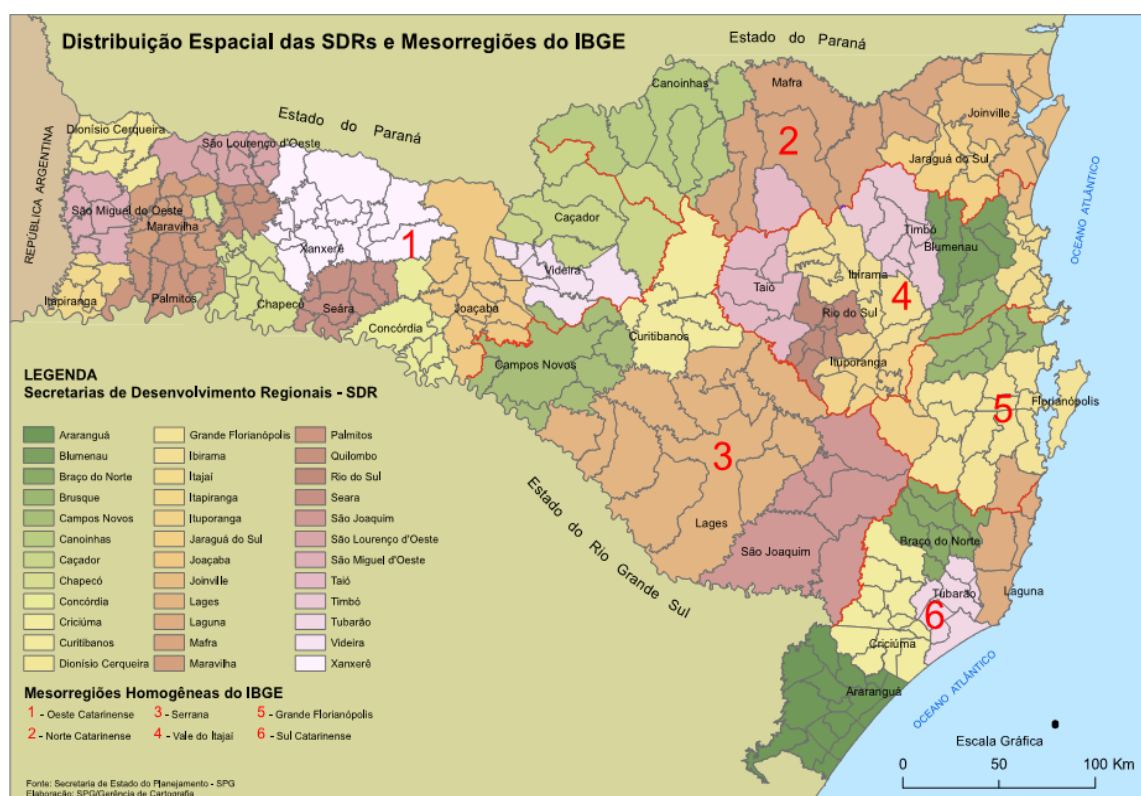 Distribuição Espacial das SDRs e Mesorregiões do IBGE
Estado do Paraná
Estado do Paraná
REPÚBLICA ARGENTINA
OCEANO ATLÂNTICO
Estado do Rio Grande Sul
OCEANO ATLÂNTICO
Canoinhas
Mafra
Joinville
Dionísio Cerqueira
São Lourenço d'Oeste
2
Jaraguá do Sul
São Miguel do Oeste
Maravilha
Caçador
Timbó
Blumenau
Xanxerê
1
Videira
Ibirama
Taió
4
Itapiranga
Palmitos
Chapecó
Seára
Joaçaba
Rio do Sul
Concórdia
Curitibanos
Ituporanga
Campos Novos
5
Florianópolis
3
Lages
Braço do Norte
São Joaquim
Tubarão
Laguna
6
Criciúma
Araranguá
LEGENDA
Secretarias de Desenvolvimento Regionais - SDR
Araranguá
Blumenau
Braço do Norte
Brusque
Campos Novos
Canoinhas
Caçador
Chapecó
Concórdia
Criciúma
Curitibanos
Dionísio Cerqueira
Grande Florianópolis
Ibirama
Itajaí
Itapiranga
Ituporanga
Jaraguá do Sul
Joaçaba
Joinville
Lages
Laguna
Mafra
Maravilha
Palmitos
Quilombo
Rio do Sul
Seara
São Joaquim
São Lourenço d'Oeste
São Miguel d'Oeste
Taió
Timbó
Tubarão
Videira
Xanxerê
Mesorregiões Homogêneas do IBGE
1 - Oeste Catarinense
2 - Norte Catarinense
3 - Serrana
4 - Vale do Itajaí
5 - Grande Florianópolis
6 - Sul Catarinense
Fonte: Secretaria de Estado do Planejamento - SPG
Elaboração: SPG/Gerência de Cartografia
Escala Gráfica
0 50 100 Km